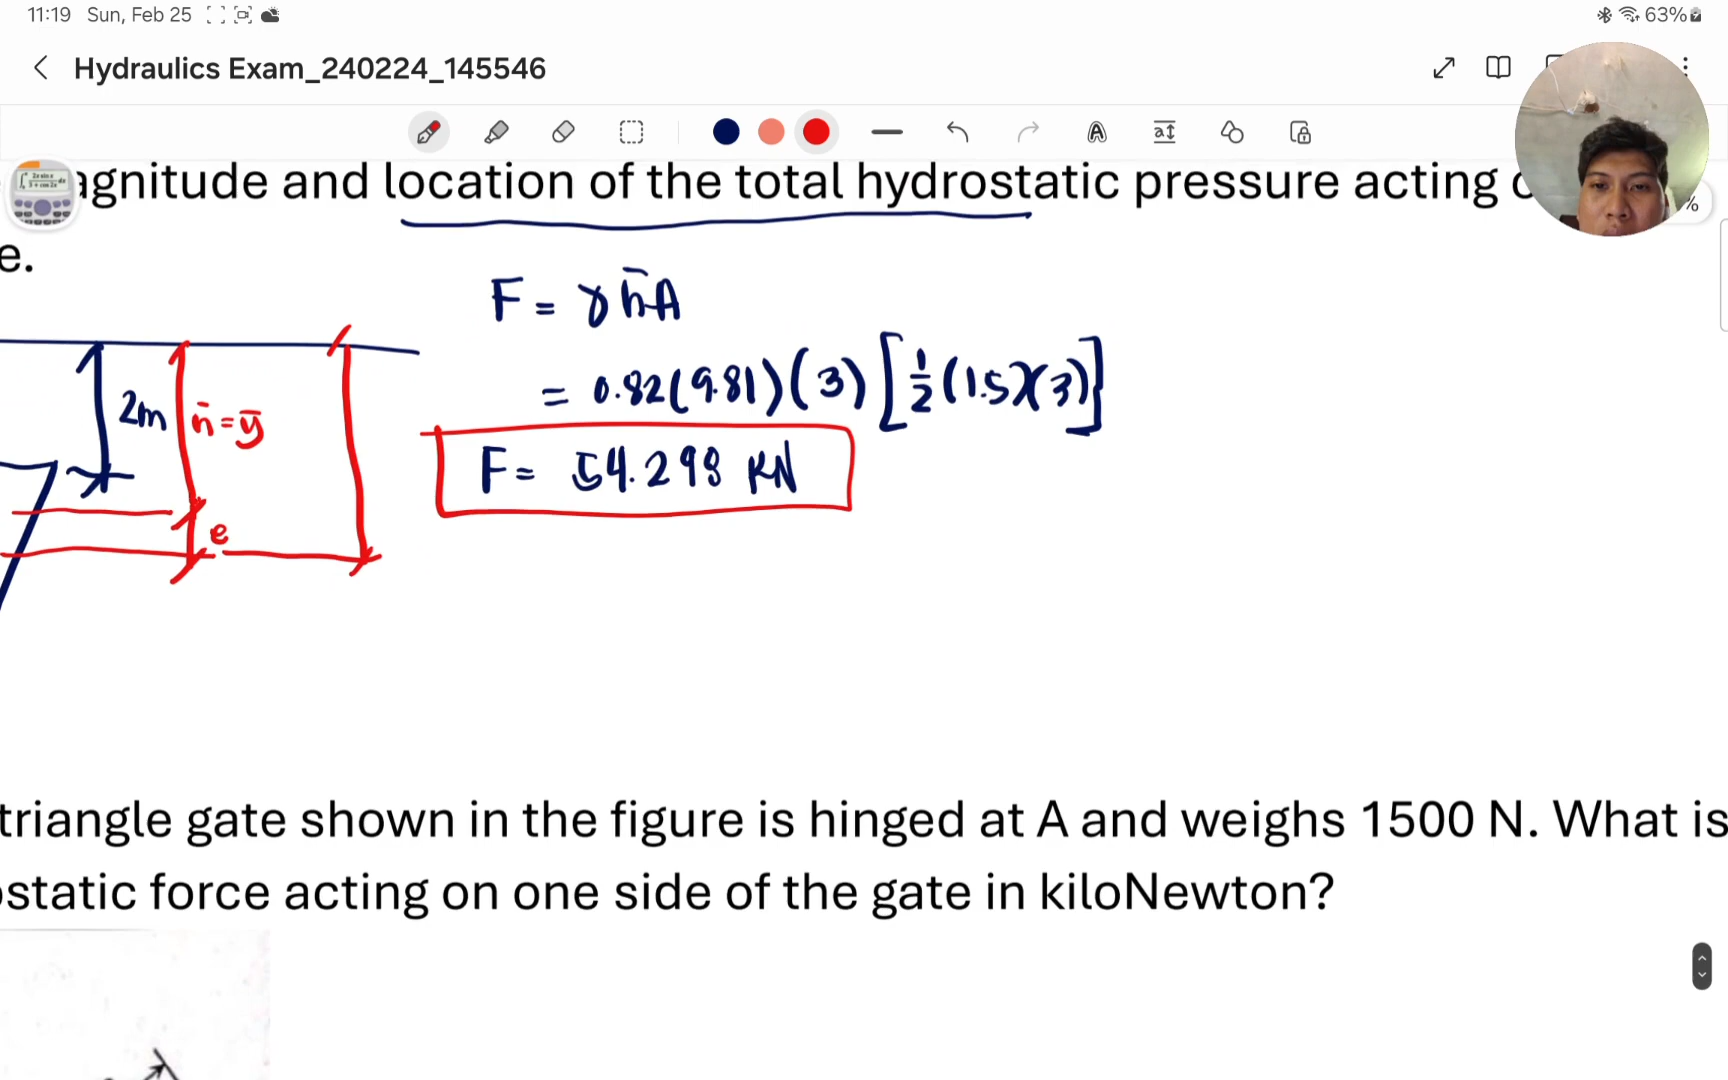 11:19 Sun, Feb 25 63%
Hydraulics Exam_240224_145546
agnitude and location of the total hydrostatic pressure acting
e.
F = γh̄A
= 0.82(9.81)(3)[½(1.5)(3)]
F = 54.298 KN
2m h̄ = ȳ
e
triangle gate shown in the figure is hinged at A and weighs 1500 N. What is
static force acting on one side of the gate in kiloNewton?